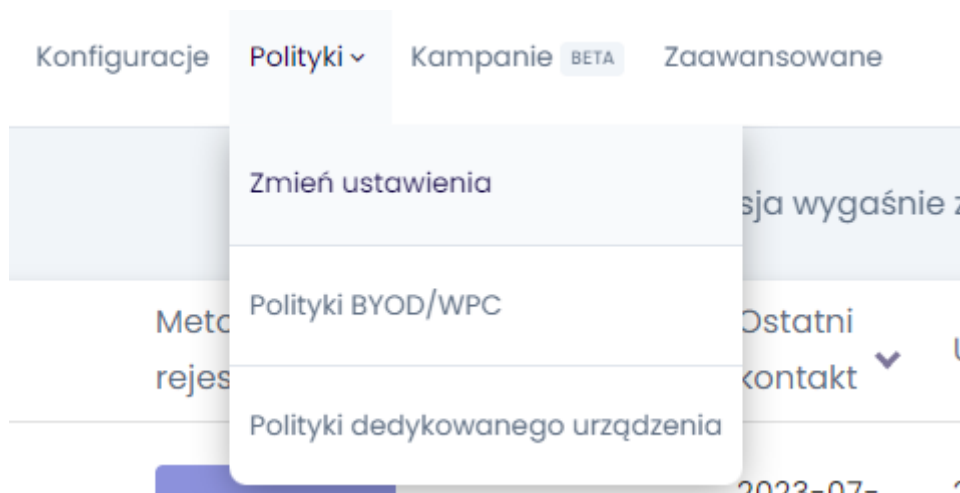 Konfiguracje Polityki Kampanie BETA Zaawansowane
Zmień ustawienia
sja wygaśnie z
Polityki BYOD/WPC
Meto Ostatni
rejes kontakt
Polityki dedykowanego urządzenia
2023-07-